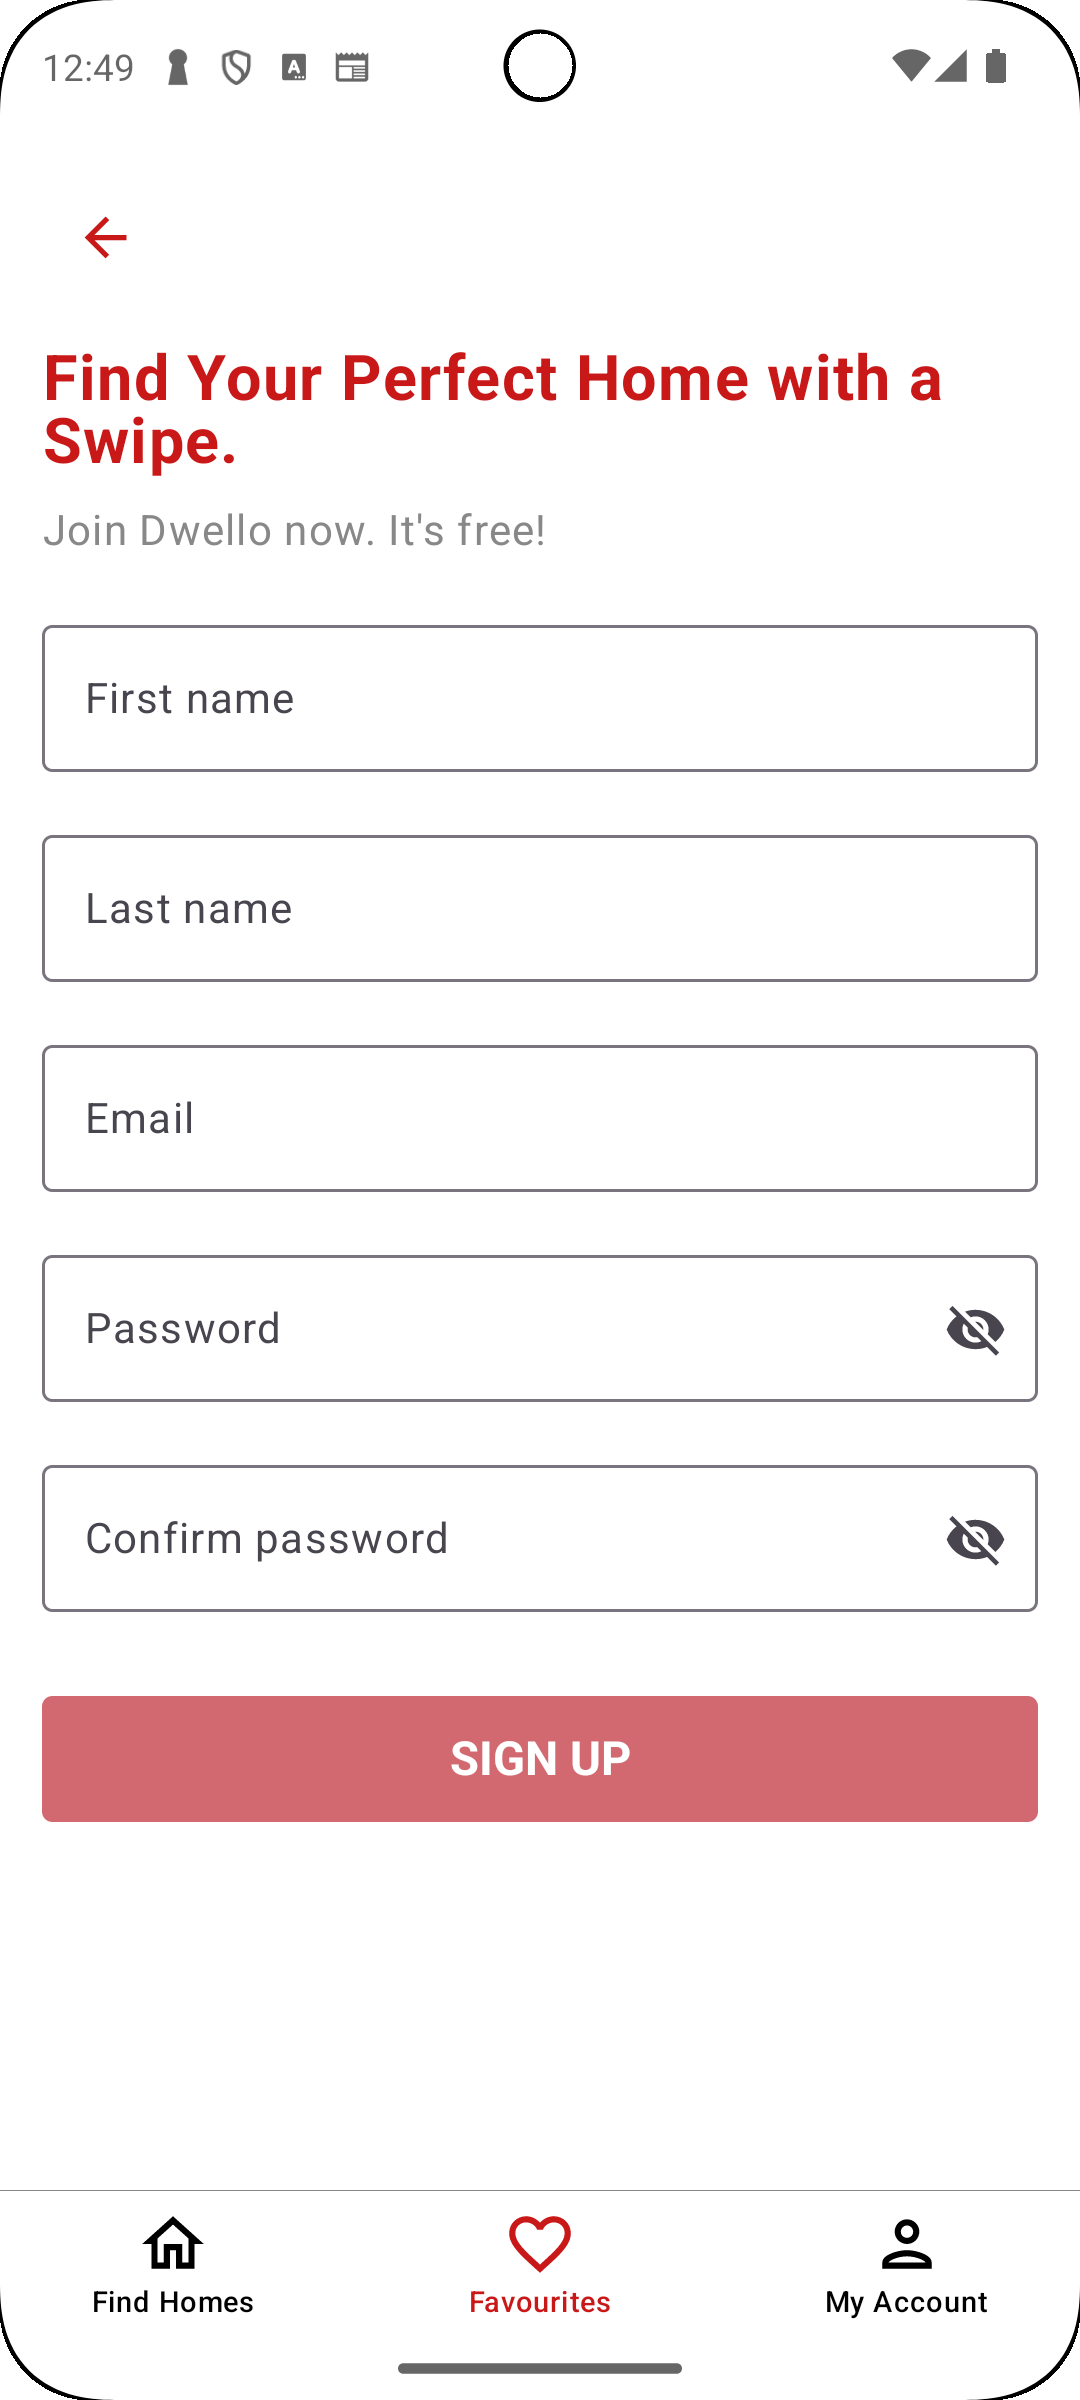 12:49
Find Your Perfect Home with a
Swipe.
Join Dwello now. It's free!
First name
Last name
Email
Password
Confirm password
SIGN UP
Find Homes
Favourites
My Account